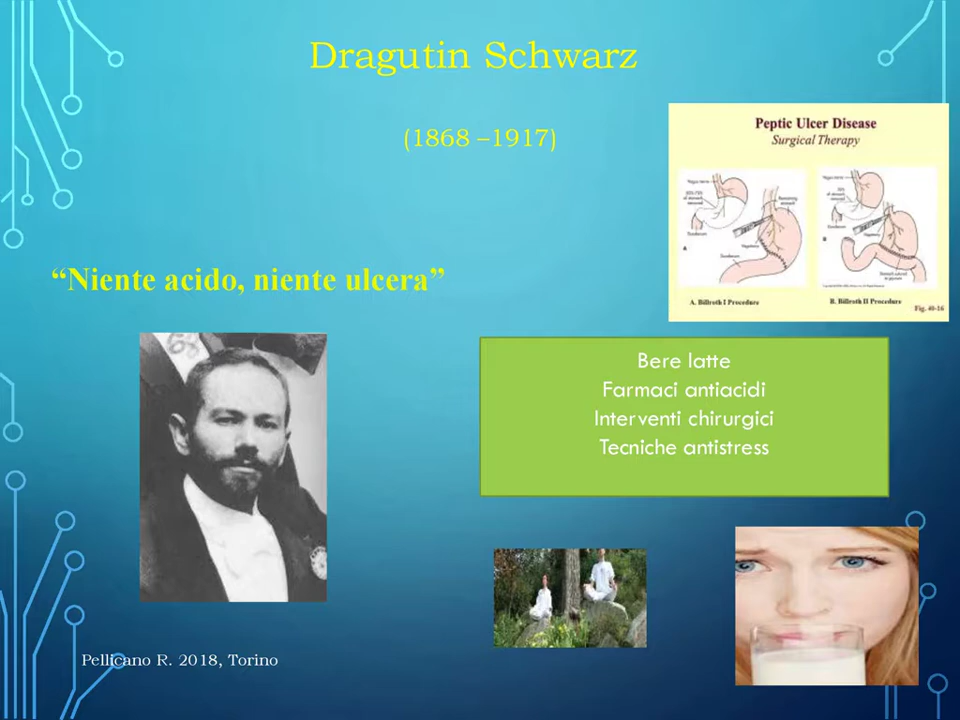 Dragutin Schwarz
(1868 –1917)
Peptic Ulcer Disease
Surgical Therapy
A. Billroth I Procedure
B. Billroth II Procedure
Fig. 40-16
“Niente acido, niente ulcera”
Bere latte
Farmaci antiacidi
Interventi chirurgici
Tecniche antistress
Pellicano R. 2018, Torino